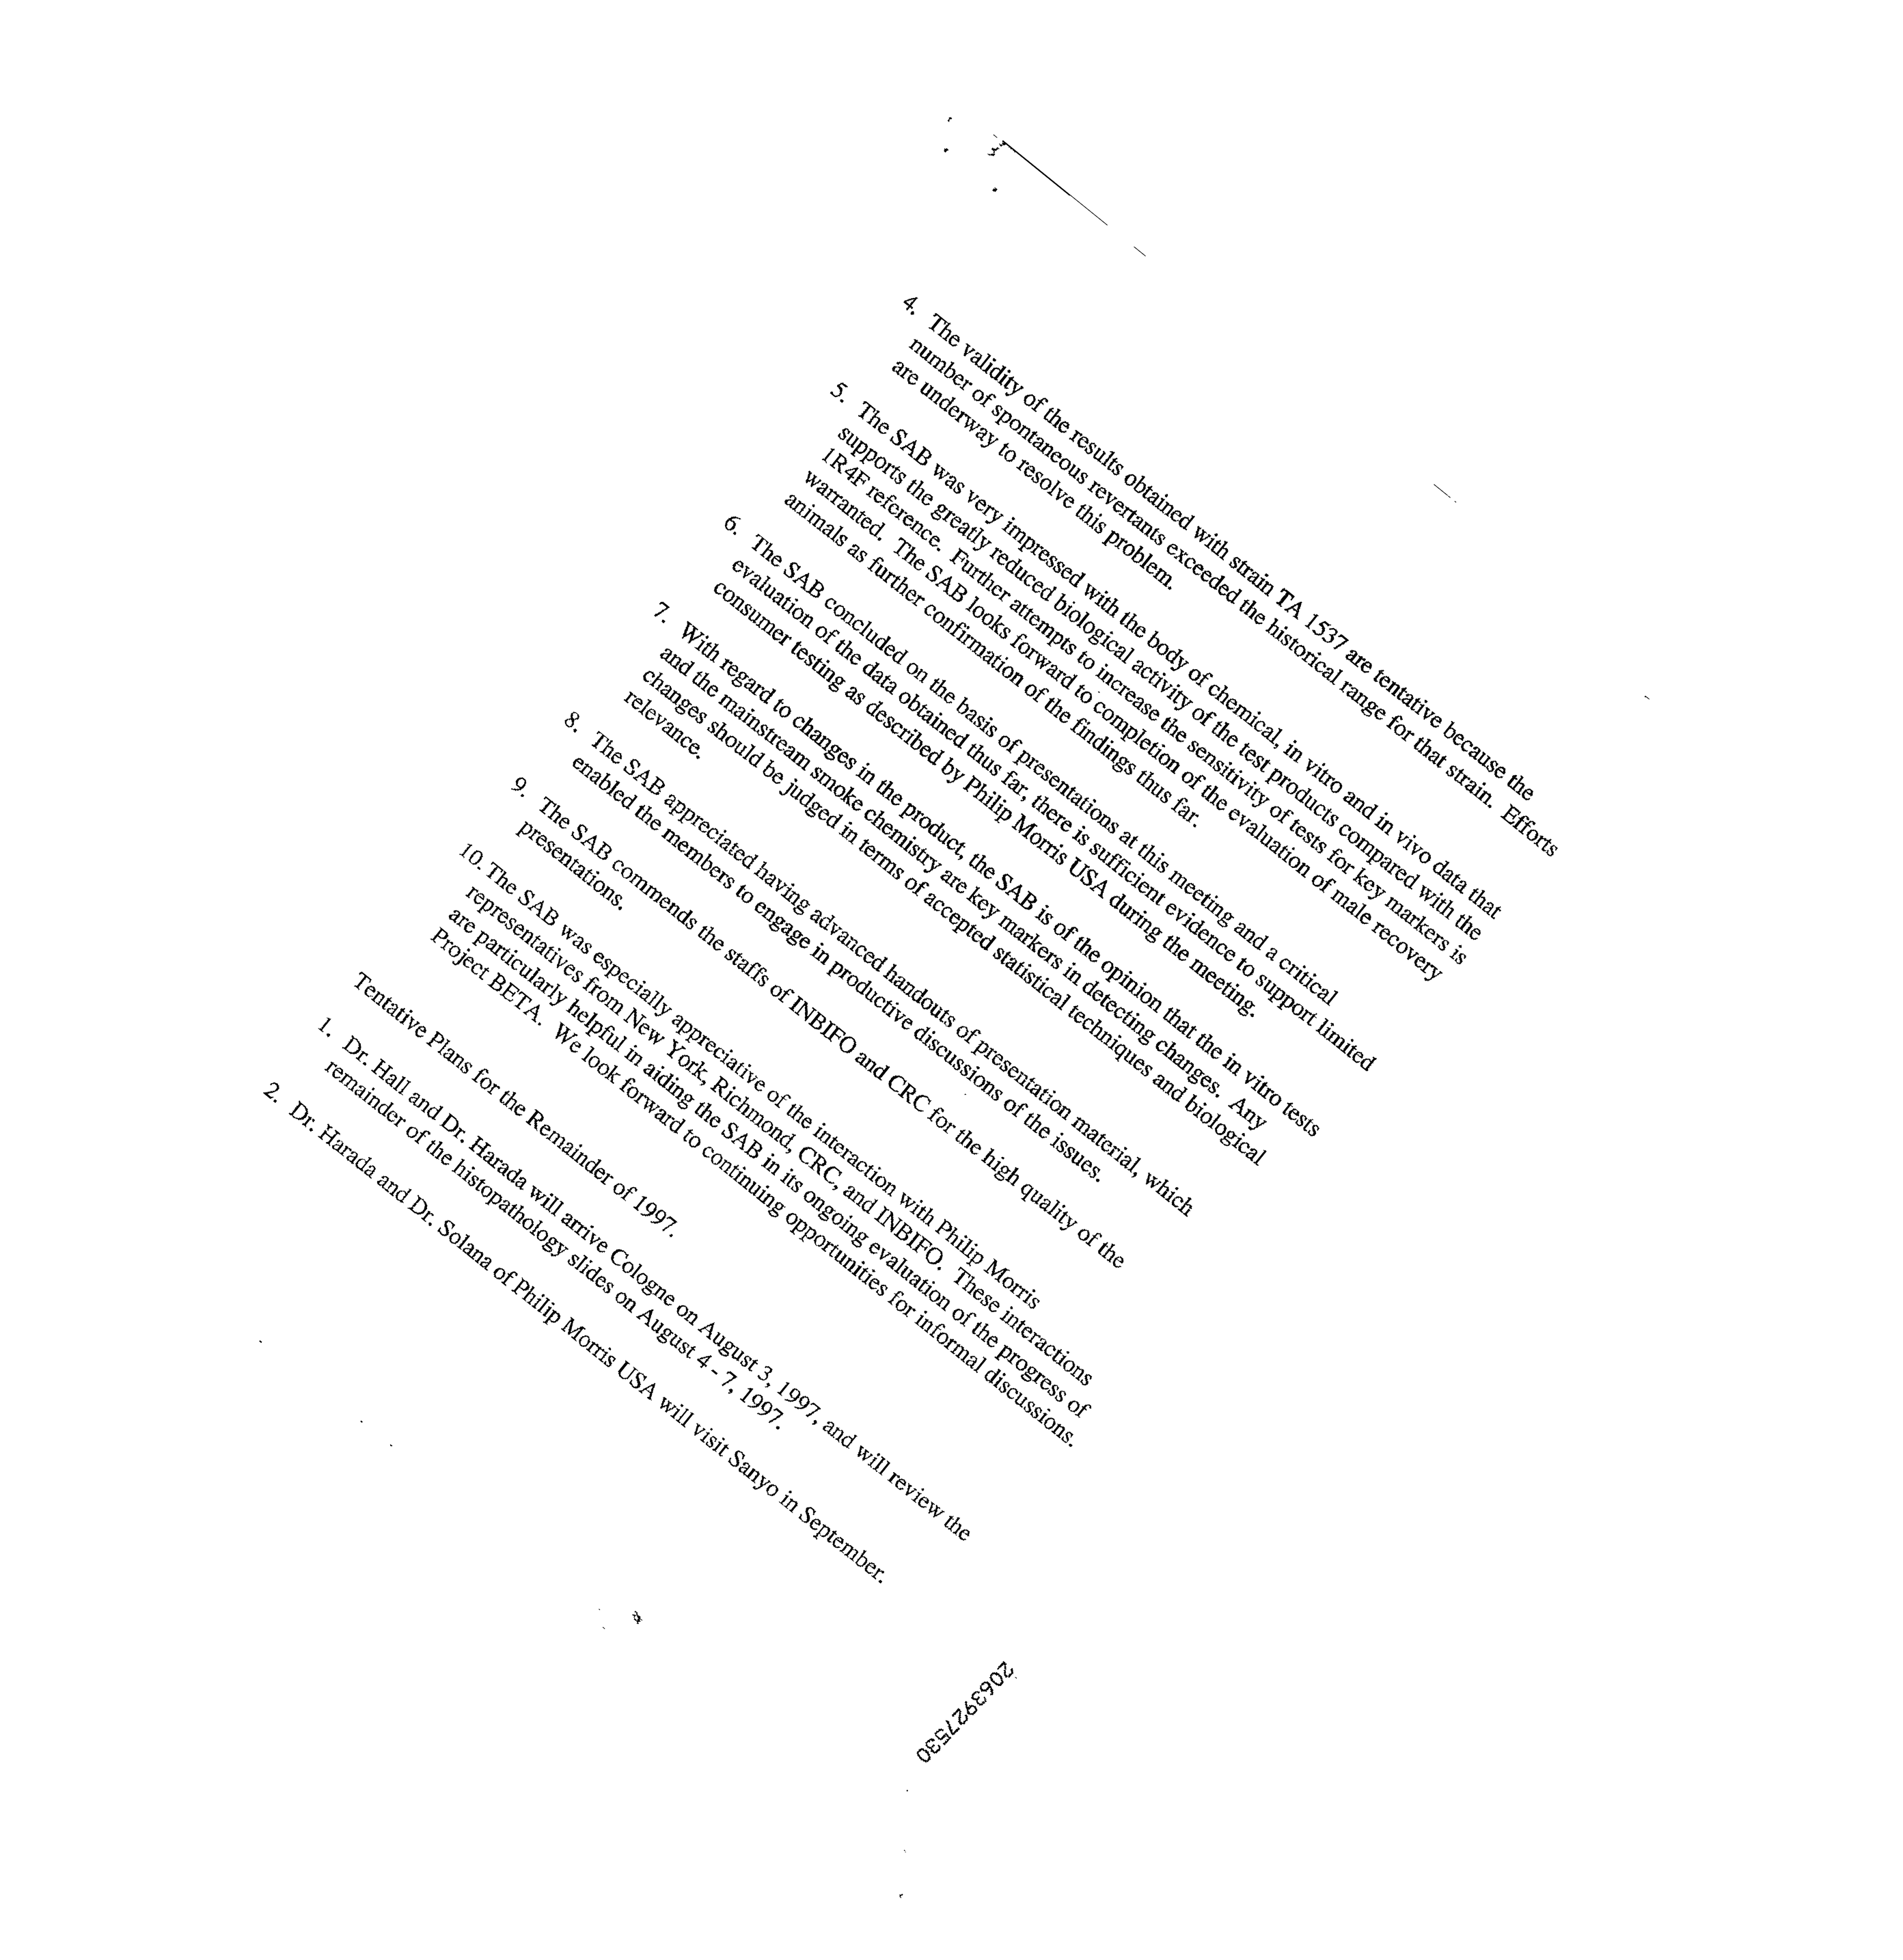 4. The validity of the results obtained with strain TA 1537 are tentative because the
number of spontaneous revertants exceeded the historical range for that strain. Efforts
are underway to resolve this problem.
5. The SAB was very impressed with the body of chemical, in vitro and in vivo data that
supports the greatly reduced biological activity of the test products compared with the
1R4F reference. Further attempts to increase the sensitivity of tests for key markers is
warranted. The SAB looks forward to completion of the evaluation of male recovery
animals as further confirmation of the findings thus far.
6. The SAB concluded on the basis of presentations at this meeting and a critical
evaluation of the data obtained thus far, there is sufficient evidence to support limited
consumer testing as described by Philip Morris USA during the meeting.
7. With regard to changes in the product, the SAB is of the opinion that the in vitro tests
and the mainstream smoke chemistry are key markers in detecting changes. Any
changes should be judged in terms of accepted statistical techniques and biological
relevance.
8. The SAB appreciated having advanced handouts of presentation material, which
enabled the members to engage in productive discussions of the issues.
9. The SAB commends the staffs of INBIFO and CRC for the high quality of the
presentations.
10. The SAB was especially appreciative of the interaction with Philip Morris
representatives from New York, Richmond, CRC, and INBIFO. These interactions
are particularly helpful in aiding the SAB in its ongoing evaluation of the progress of
Project BETA. We look forward to continuing opportunities for informal discussions.
Tentative Plans for the Remainder of 1997.
1. Dr. Hall and Dr. Harada will arrive Cologne on August 3, 1997, and will review the
remainder of the histopathology slides on August 4 - 7, 1997.
2. Dr. Harada and Dr. Solana of Philip Morris USA will visit Sanyo in September.
2063927530